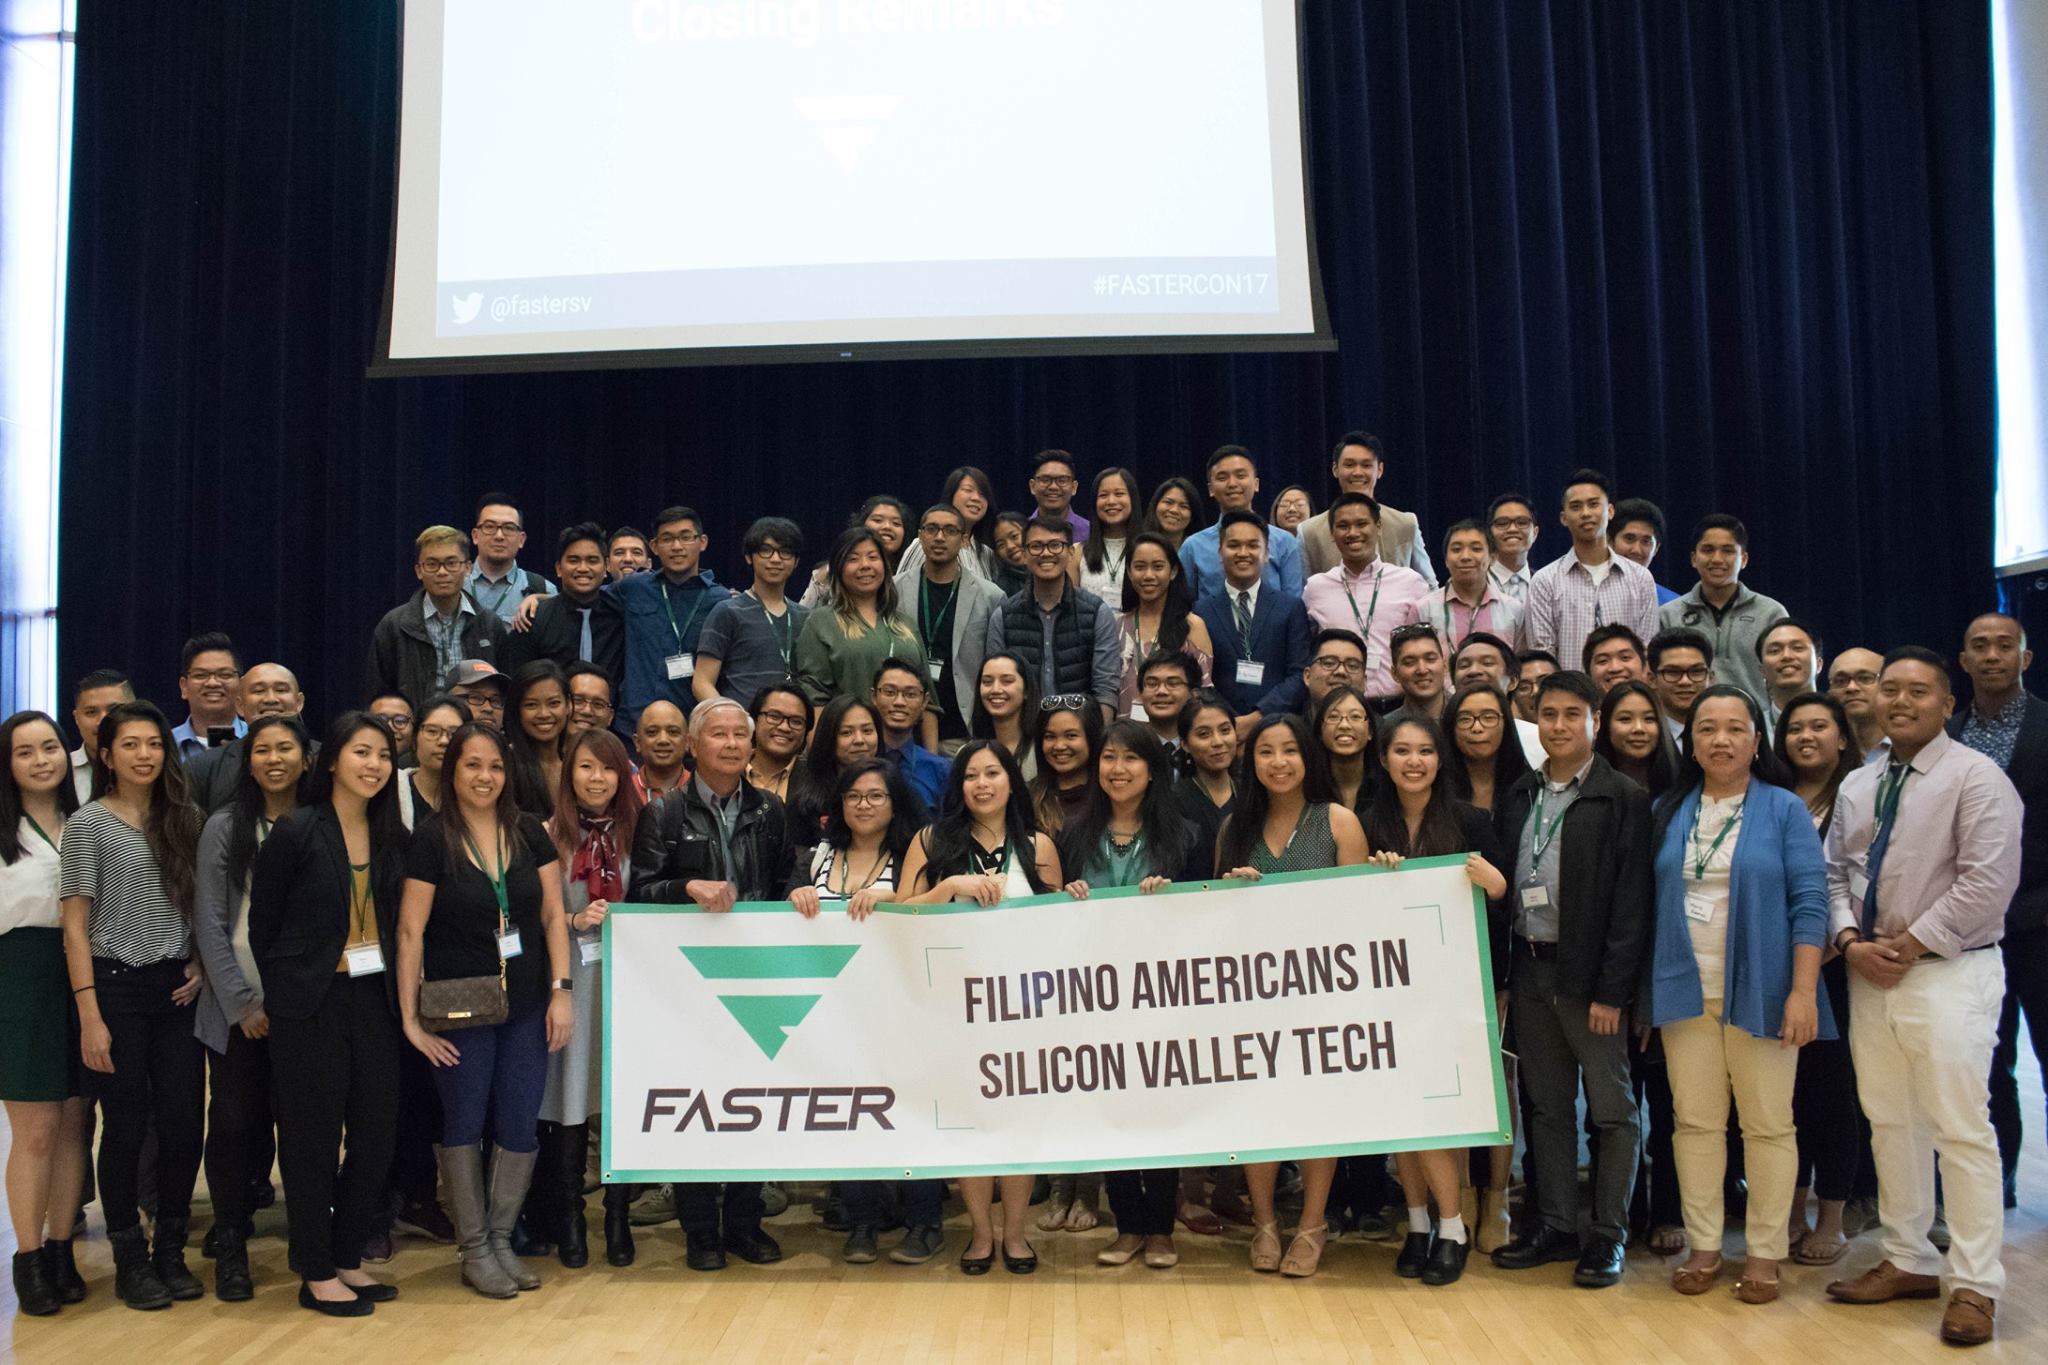 Closing Remarks
@fastersv
#FASTERCON17
FASTER
FILIPINO AMERICANS IN
SILICON VALLEY TECH